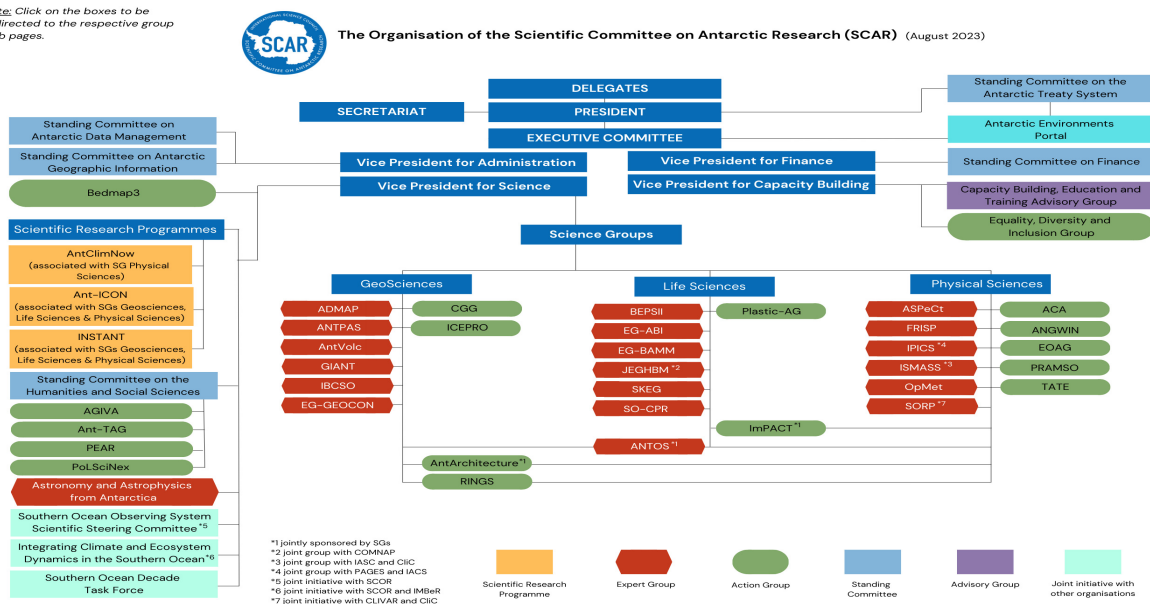 te: Click on the boxes to be
directed to the respective group
b pages.
INTERNATIONAL SCIENCE COUNCIL
SCAR
SCIENTIFIC COMMITTEE ON ANTARCTIC RESEARCH
The Organisation of the Scientific Committee on Antarctic Research (SCAR) (August 2023)
DELEGATES
SECRETARIAT
PRESIDENT
EXECUTIVE COMMITTEE
Standing Committee on the
Antarctic Treaty System
Antarctic Environments
Portal
Standing Committee on
Antarctic Data Management
Standing Committee on Antarctic
Geographic Information
Bedmap3
Vice President for Administration
Vice President for Science
Vice President for Finance
Vice President for Capacity Building
Standing Committee on Finance
Capacity Building, Education and
Training Advisory Group
Equality, Diversity and
Inclusion Group
Scientific Research Programmes
AntClimNow
(associated with SG Physical
Sciences)
Ant-ICON
(associated with SGs Geosciences,
Life Sciences & Physical Sciences)
INSTANT
(associated with SGs Geosciences,
Life Sciences & Physical Sciences)
Standing Committee on the
Humanities and Social Sciences
AGIVA
Ant-TAG
PEAR
PoLSciNex
Astronomy and Astrophysics
from Antarctica
Southern Ocean Observing System
Scientific Steering Committee*5
Integrating Climate and Ecosystem
Dynamics in the Southern Ocean*6
Southern Ocean Decade
Task Force
Science Groups
GeoSciences
ADMAP
ANTPAS
AntVolc
GIANT
IBCSO
EG-GEOCON
CGG
ICEPRO
Life Sciences
BEPSII
EG-ABI
EG-BAMM
JEGHBM *2
SKEG
SO-CPR
Plastic-AG
ImPACT*1
ANTOS*1
AntArchitecture*1
RINGS
Physical Sciences
ASPeCt
FRISP
IPICS *4
ISMASS *3
OpMet
SORP *7
ACA
ANGWIN
EOAG
PRAMSO
TATE
*1 jointly sponsored by SGs
*2 joint group with COMNAP
*3 joint group with IASC and CliC
*4 joint group with PAGES and IACS
*5 joint initiative with SCOR
*6 joint initiative with SCOR and IMBeR
*7 joint initiative with CLIVAR and CliC
Scientific Research
Programme
Expert Group
Action Group
Standing
Committee
Advisory Group
Joint initiative with
other organisations